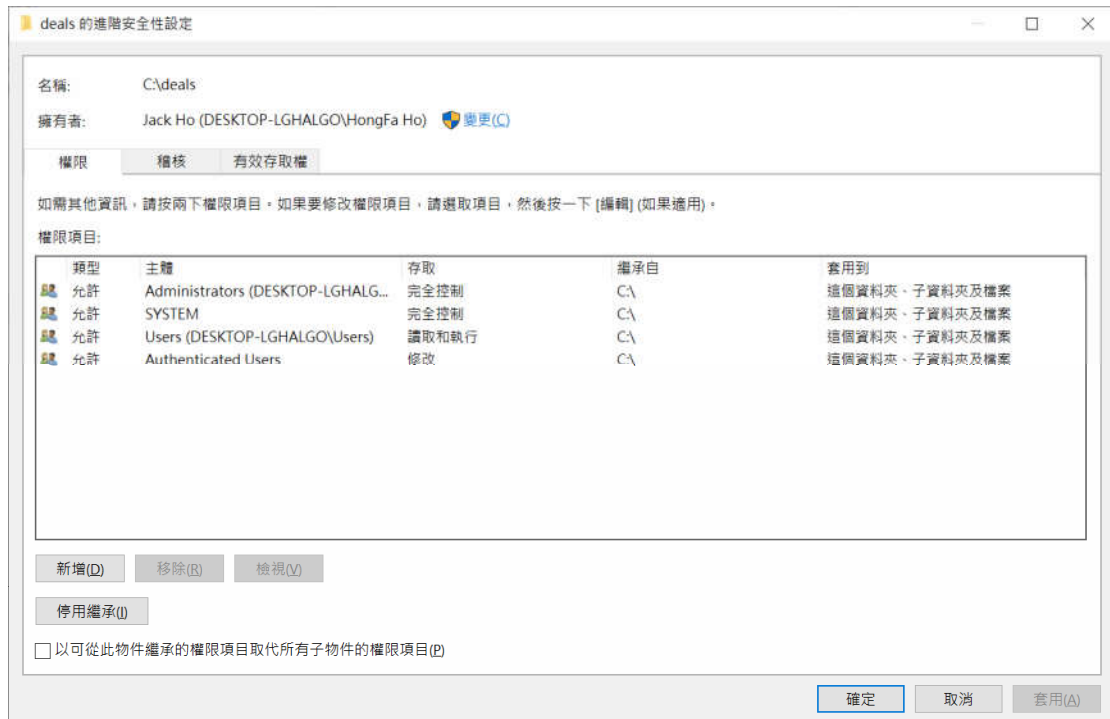 deals 的進階安全性設定
名稱: C:\deals
擁有者: Jack Ho (DESKTOP-LGHALGO\HongFa Ho) 變更(C)
權限 稽核 有效存取權
如需其他資訊，請按兩下權限項目。如果要修改權限項目，請選取項目，然後按一下 [編輯] (如果適用)。
權限項目:
類型 主體 存取 繼承自 套用到
允許 Administrators (DESKTOP-LGHALG... 完全控制 C:\ 這個資料夾、子資料夾及檔案
允許 SYSTEM 完全控制 C:\ 這個資料夾、子資料夾及檔案
允許 Users (DESKTOP-LGHALGO\Users) 讀取和執行 C:\ 這個資料夾、子資料夾及檔案
允許 Authenticated Users 修改 C:\ 這個資料夾、子資料夾及檔案
新增(D) 移除(R) 檢視(V)
停用繼承(I)
以可從此物件繼承的權限項目取代所有子物件的權限項目(P)
確定 取消 套用(A)